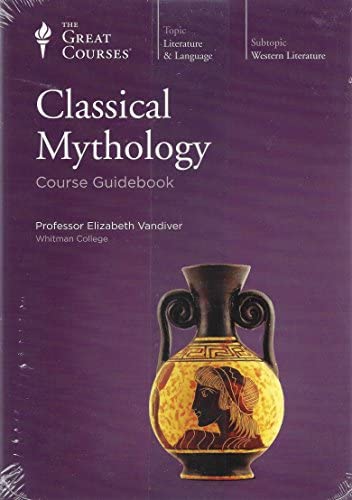 THE
GREAT
COURSES®
Topic
Literature
& Language
Subtopic
Western Literature
Classical
Mythology
Course Guidebook
Professor Elizabeth Vandiver
Whitman College